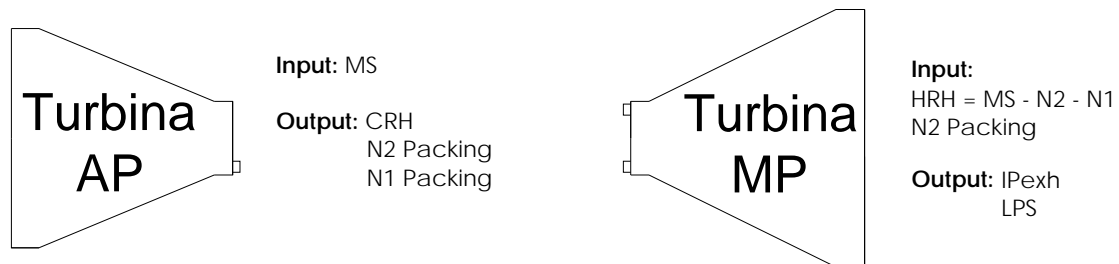 Turbina
AP
Input: MS
Output: CRH
N2 Packing
N1 Packing
Turbina
MP
Input:
HRH = MS - N2 - N1
N2 Packing
Output: IPexh
LPS